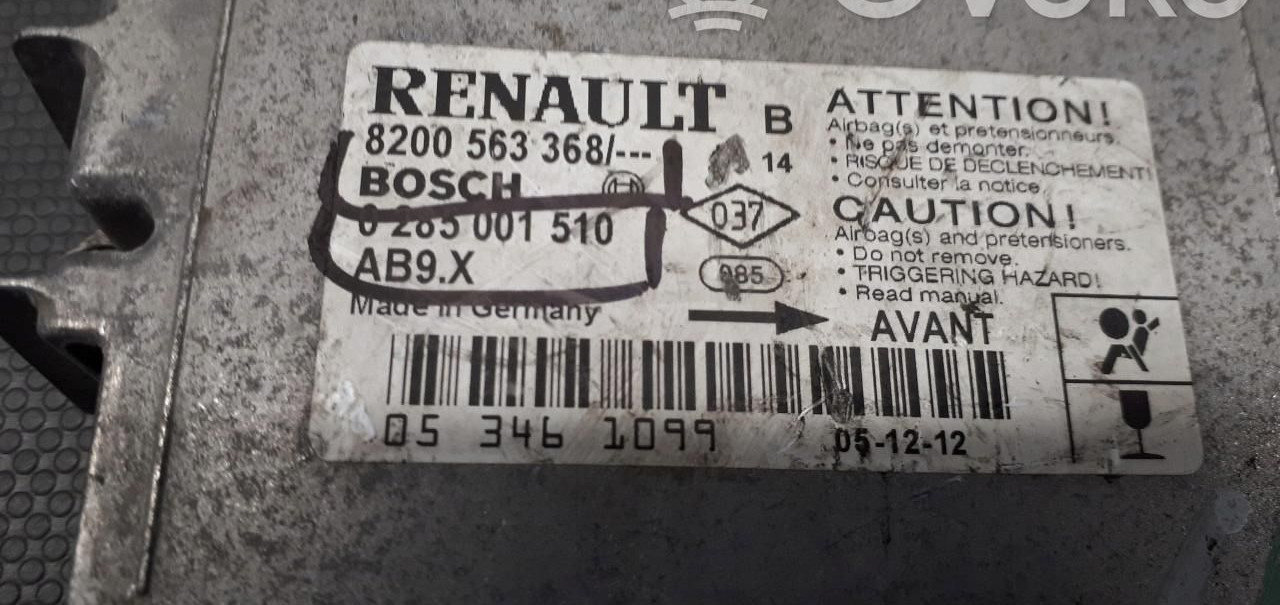 RENAULT B
8200 563 368/--- 14
BOSCH
0 285 001 510
AB9.X
Made in Germany
037
085
ATTENTION!
Airbag(s) et pretensionneurs.
• Ne pas demonter.
• RISQUE DE DECLENCHEMENT!
• Consulter la notice.
CAUTION!
Airbag(s) and pretensioners.
• Do not remove.
• TRIGGERING HAZARD!
• Read manual.
AVANT
05 346 1099
05-12-12